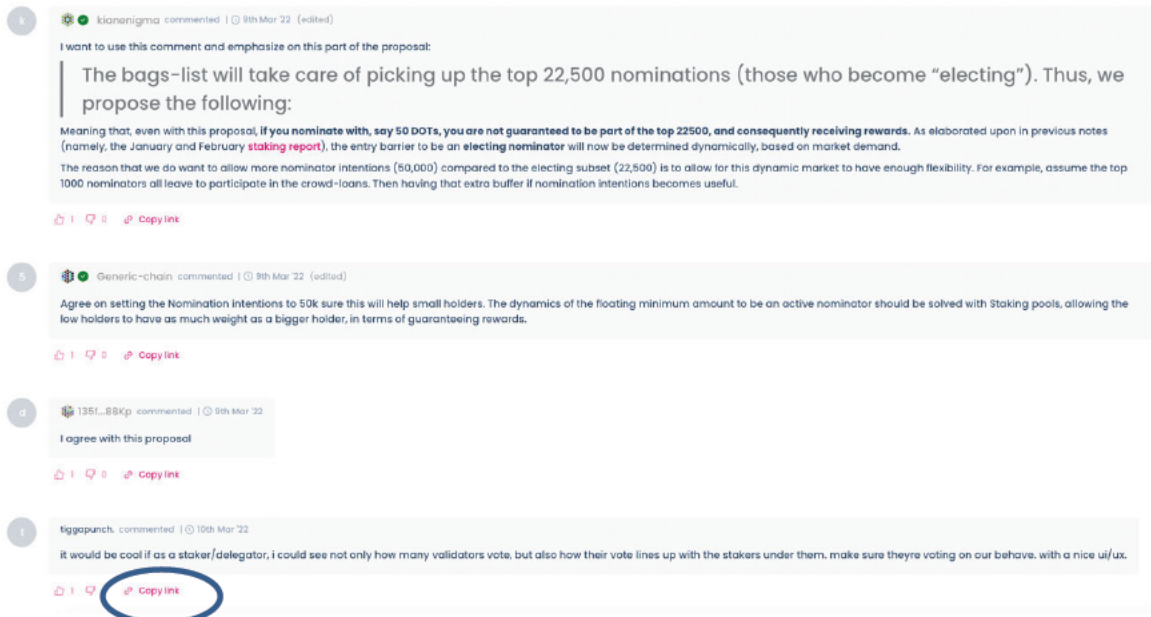 k
kianenigma commented | 9th Mar '22 (edited)
I want to use this comment and emphasize on this part of the proposal:
The bags-list will take care of picking up the top 22,500 nominations (those who become “electing”). Thus, we
propose the following:
Meaning that, even with this proposal, if you nominate with, say 50 DOTs, you are not guaranteed to be part of the top 22500, and consequently receiving rewards. As elaborated upon in previous notes
(namely, the January and February staking report), the entry barrier to be an electing nominator will now be determined dynamically, based on market demand.
The reason that we do want to allow more nominator intentions (50,000) compared to the electing subset (22,500) is to allow for this dynamic market to have enough flexibility. For example, assume the top
1000 nominators all leave to participate in the crowd-loans. Then having that extra buffer if nomination intentions becomes useful.
1 0 Copy link
5
Generic-chain commented | 9th Mar '22 (edited)
Agree on setting the Nomination intentions to 50k sure this will help small holders. The dynamics of the floating minimum amount to be an active nominator should be solved with Staking pools, allowing the
low holders to have as much weight as a bigger holder, in terms of guaranteeing rewards.
1 0 Copy link
d
135f...88Kp commented | 9th Mar '22
I agree with this proposal
1 0 Copy link
t
tiggapunch. commented | 10th Mar '22
it would be cool if as a staker/delegator, i could see not only how many validators vote, but also how their vote lines up with the stakers under them. make sure theyre voting on our behave. with a nice ui/ux.
1 Copy link